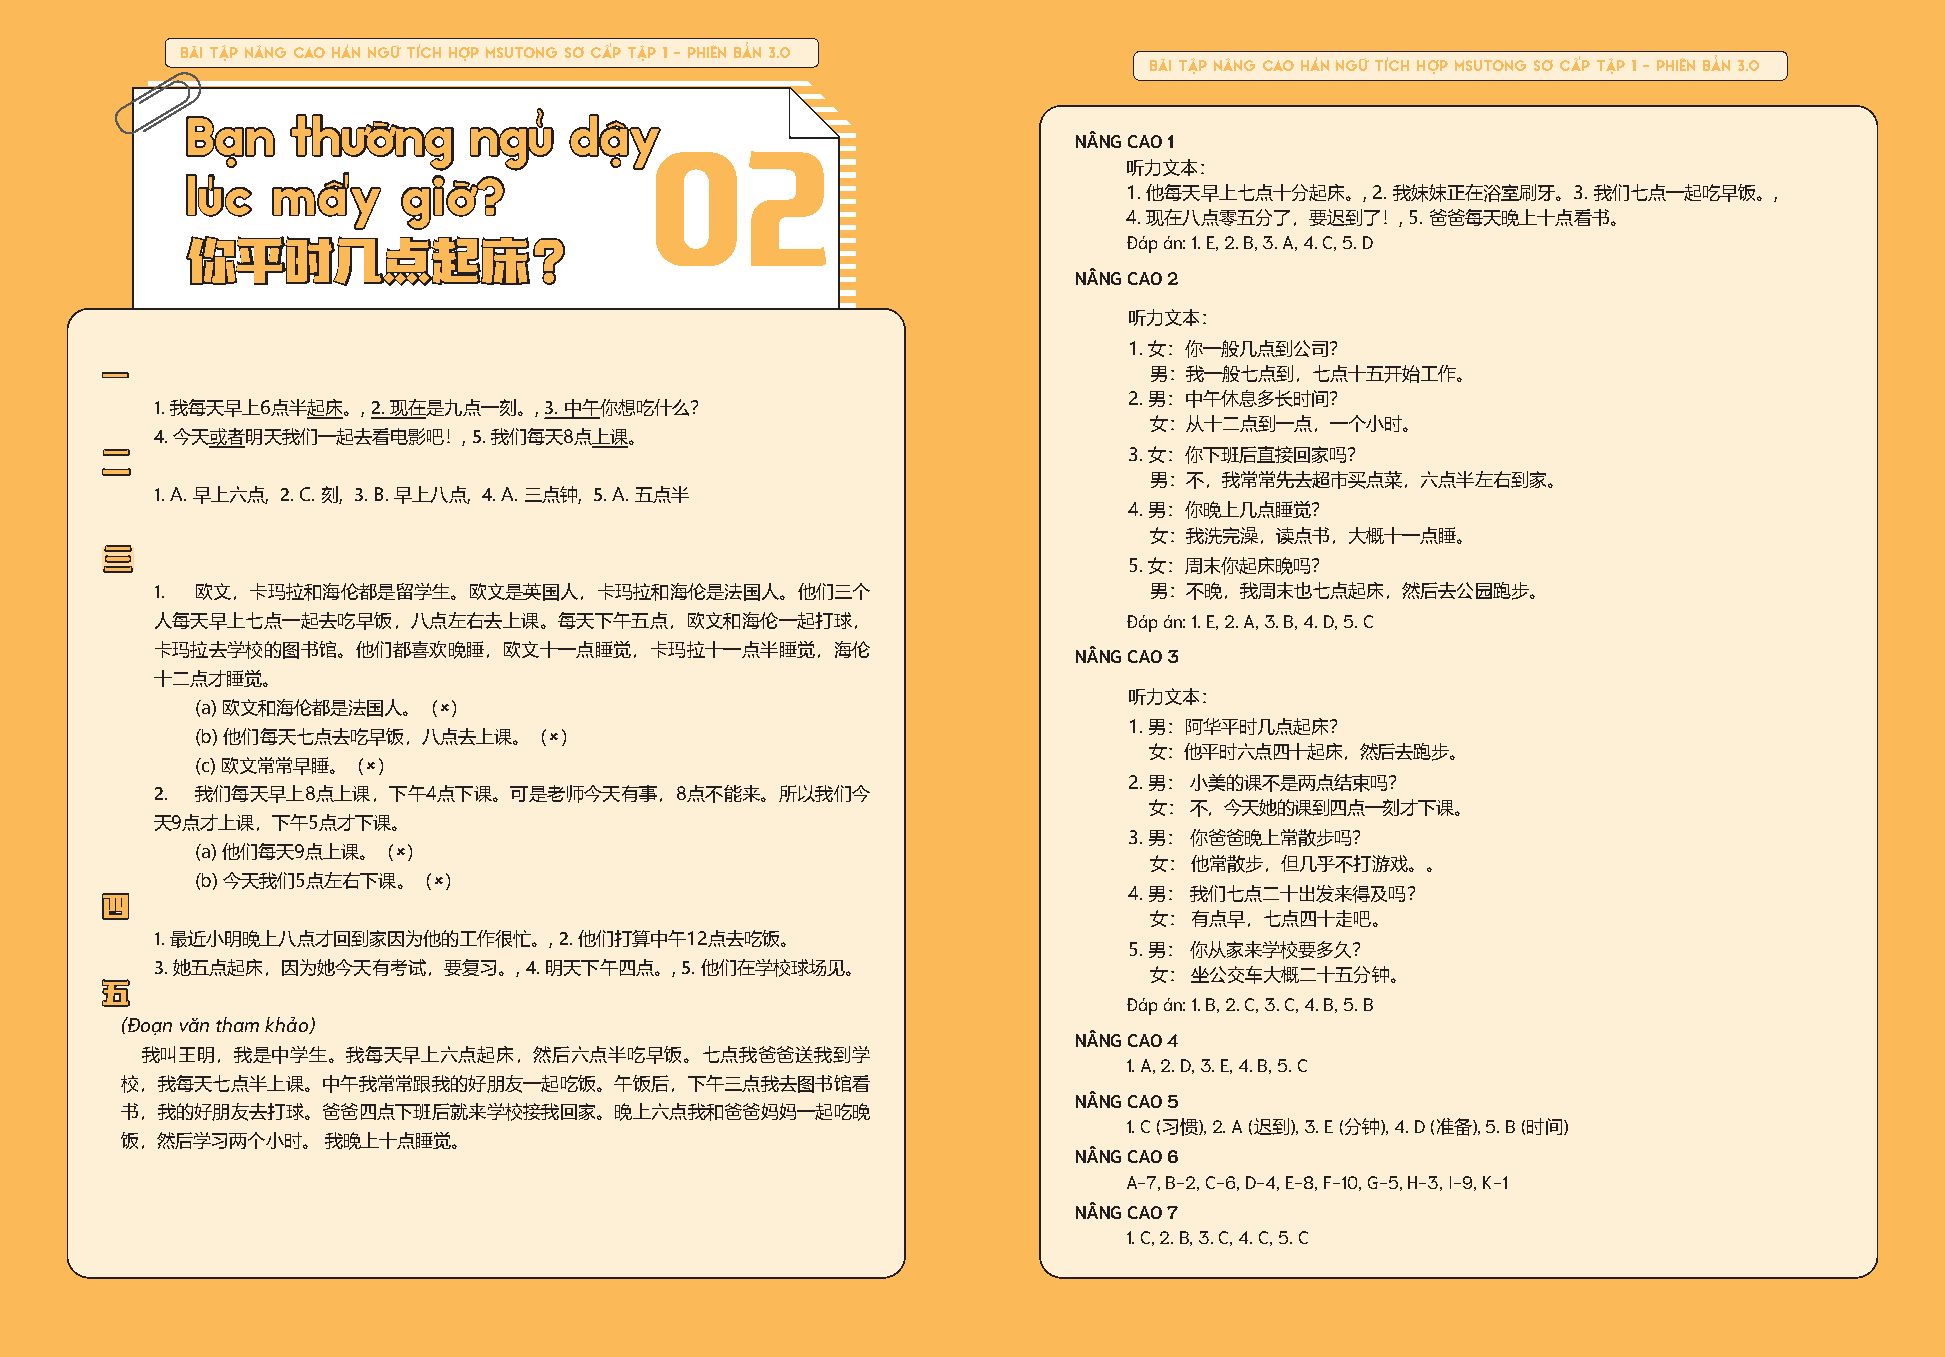 BÀI TẬP NÂNG CAO HÁN NGỮ TÍCH HỢP MSUTONG SƠ CẤP TẬP 1 - PHIÊN BẢN 3.0
Bạn thường ngủ dậy
lúc mấy giờ?
你平时几点起床？
02
一
1. 我每天早上6点半起床。, 2. 现在是九点一刻。, 3. 中午你想吃什么？
4. 今天或者明天我们一起去看电影吧！, 5. 我们每天8点上课。
二
1. A. 早上六点, 2. C. 刻, 3. B. 早上八点, 4. A. 三点钟, 5. A. 五点半
三
1. 欧文，卡玛拉和海伦都是留学生。欧文是英国人，卡玛拉和海伦是法国人。他们三个
人每天早上七点一起去吃早饭，八点左右去上课。每天下午五点，欧文和海伦一起打球，
卡玛拉去学校的图书馆。他们都喜欢晚睡，欧文十一点睡觉，卡玛拉十一点半睡觉，海伦
十二点才睡觉。
(a) 欧文和海伦都是法国人。（×）
(b) 他们每天七点去吃早饭，八点去上课。（×）
(c) 欧文常常早睡。（×）
2. 我们每天早上8点上课，下午4点下课。可是老师今天有事，8点不能来。所以我们今
天9点才上课，下午5点才下课。
(a) 他们每天9点上课。（×）
(b) 今天我们5点左右下课。（×）
四
1. 最近小明晚上八点才回到家因为他的工作很忙。, 2. 他们打算中午12点去吃饭。
3. 她五点起床，因为她今天有考试，要复习。, 4. 明天下午四点。, 5. 他们在学校球场见。
五
(Đoạn văn tham khảo)
我叫王明，我是中学生。我每天早上六点起床，然后六点半吃早饭。七点我爸爸送我到学
校，我每天七点半上课。中午我常常跟我的好朋友一起吃饭。午饭后，下午三点我去图书馆看
书，我的好朋友去打球。爸爸四点下班后就来学校接我回家。晚上六点我和爸爸妈妈一起吃晚
饭，然后学习两个小时。 我晚上十点睡觉。
BÀI TẬP NÂNG CAO HÁN NGỮ TÍCH HỢP MSUTONG SƠ CẤP TẬP 1 - PHIÊN BẢN 3.0
NÂNG CAO 1
听力文本：
1. 他每天早上七点十分起床。, 2. 我妹妹正在浴室刷牙。3. 我们七点一起吃早饭。,
4. 现在八点零五分了，要迟到了！, 5. 爸爸每天晚上十点看书。
Đáp án: 1. E, 2. B, 3. A, 4. C, 5. D
NÂNG CAO 2
听力文本：
1. 女：你一般几点到公司？
男：我一般七点到，七点十五开始工作。
2. 男：中午休息多长时间？
女：从十二点到一点，一个小时。
3. 女：你下班后直接回家吗？
男：不，我常常先去超市买点菜，六点半左右到家。
4. 男：你晚上几点睡觉？
女：我洗完澡，读点书，大概十一点睡。
5. 女：周末你起床晚吗？
男：不晚，我周末也七点起床，然后去公园跑步。
Đáp án: 1. E, 2. A, 3. B, 4. D, 5. C
NÂNG CAO 3
听力文本：
1. 男：阿华平时几点起床？
女：他平时六点四十起床，然后去跑步。
2. 男： 小美的课不是两点结束吗？
女： 不, 今天她的课到四点一刻才下课。
3. 男： 你爸爸晚上常散步吗？
女： 他常散步，但几乎不打游戏。。
4. 男： 我们七点二十出发来得及吗？
女： 有点早，七点四十走吧。
5. 男： 你从家来学校要多久？
女： 坐公交车大概二十五分钟。
Đáp án: 1. B, 2. C, 3. C, 4. B, 5. B
NÂNG CAO 4
1. A, 2. D, 3. E, 4. B, 5. C
NÂNG CAO 5
1. C (习惯), 2. A (迟到), 3. E (分钟), 4. D (准备), 5. B (时间)
NÂNG CAO 6
A-7, B-2, C-6, D-4, E-8, F-10, G-5, H-3, I-9, K-1
NÂNG CAO 7
1. C, 2. B, 3. C, 4. C, 5. C